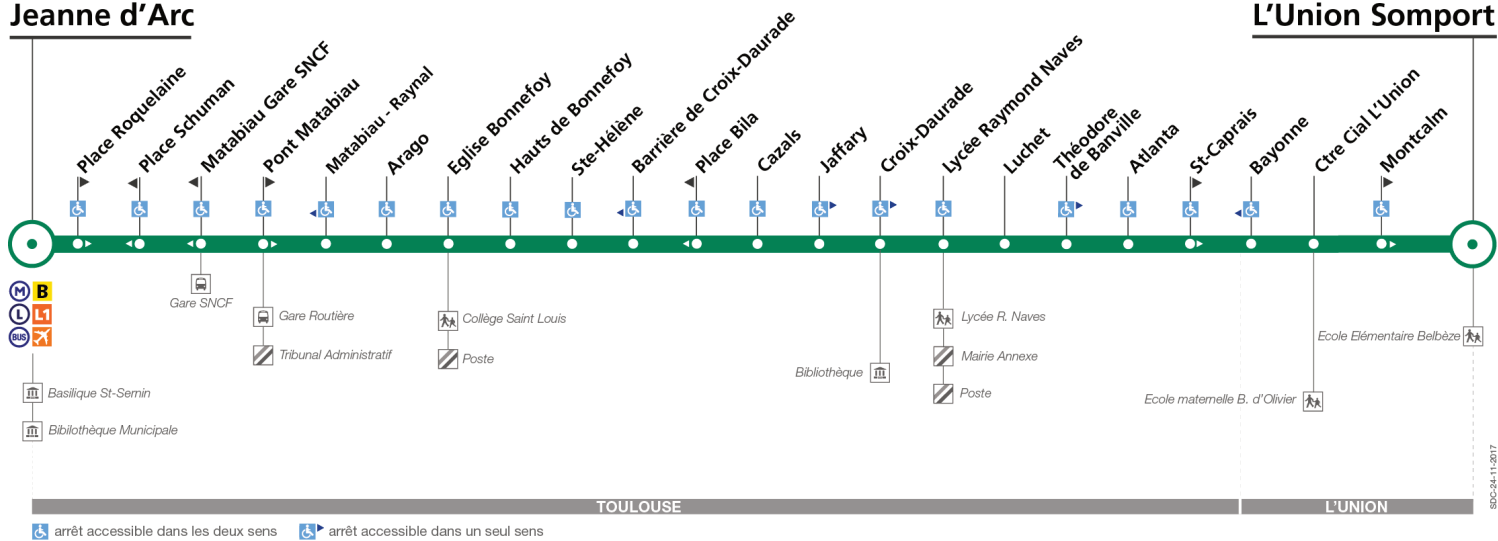 Jeanne d’Arc
L’Union Somport
Place Roquelaine
Place Schuman
Matabiau Gare SNCF
Pont Matabiau
Matabiau - Raynal
Arago
Eglise Bonnefoy
Hauts de Bonnefoy
Ste-Hélène
Barrière de Croix-Daurade
Place Bila
Cazals
Jaffary
Croix-Daurade
Lycée Raymond Naves
Luchet
Théodore
de Banville
Atlanta
St-Caprais
Bayonne
Ctre Cial L’Union
Montcalm
M B
L L1
BUS
Basilique St-Sernin
Bibilothèque Municipale
Gare SNCF
Gare Routière
Tribunal Administratif
Collège Saint Louis
Poste
Bibliothèque
Lycée R. Naves
Mairie Annexe
Poste
Ecole maternelle B. d’Olivier
Ecole Elémentaire Belbèze
SDC-24-11-2017
TOULOUSE
L’UNION
arrêt accessible dans les deux sens
arrêt accessible dans un seul sens